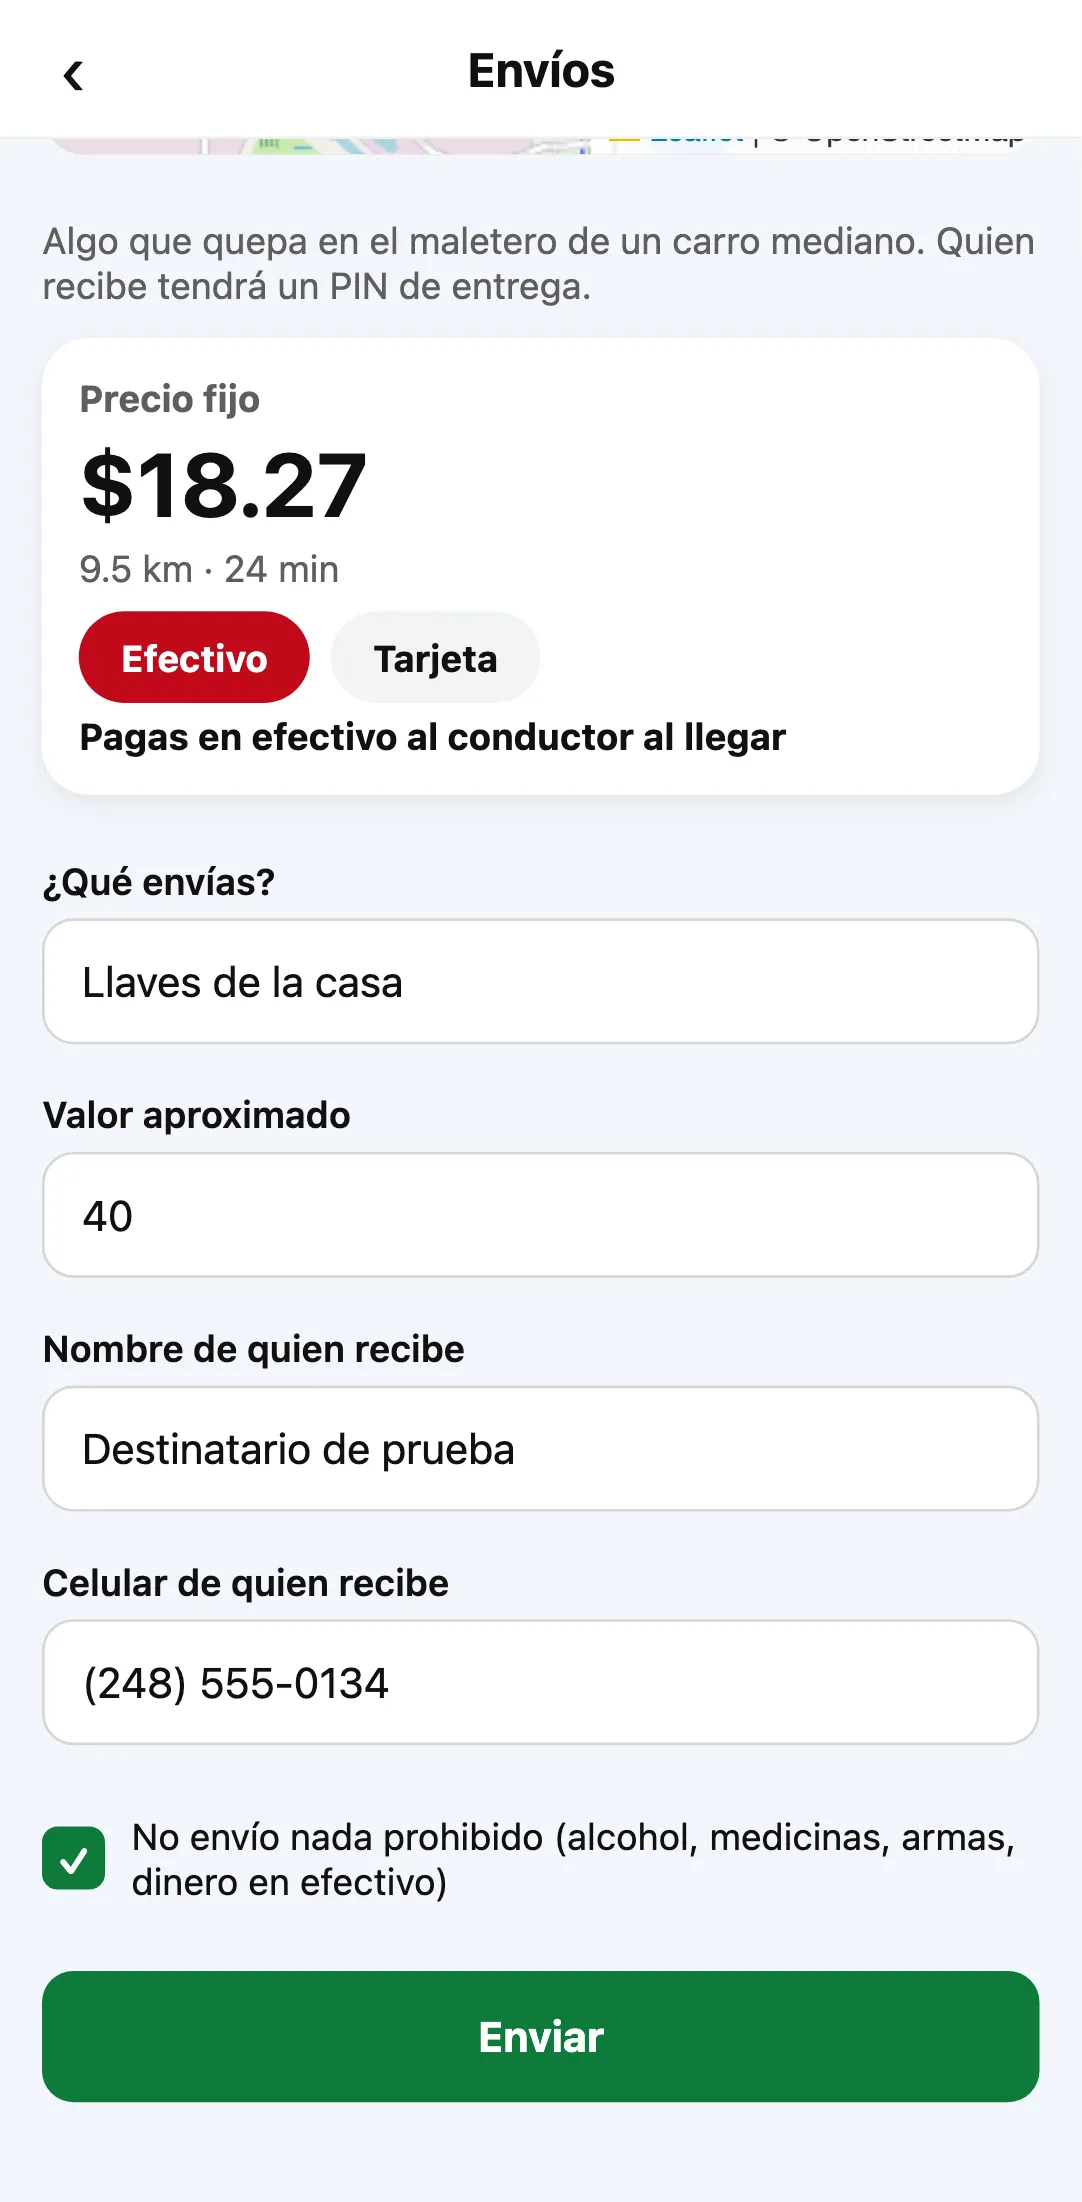 Envíos
Leaflet | © OpenStreetMap
Algo que quepa en el maletero de un carro mediano. Quien
recibe tendrá un PIN de entrega.
Precio fijo
$18.27
9.5 km · 24 min
Efectivo
Tarjeta
Pagas en efectivo al conductor al llegar
¿Qué envías?
Llaves de la casa
Valor aproximado
40
Nombre de quien recibe
Destinatario de prueba
Celular de quien recibe
(248) 555-0134
No envío nada prohibido (alcohol, medicinas, armas,
dinero en efectivo)
Enviar